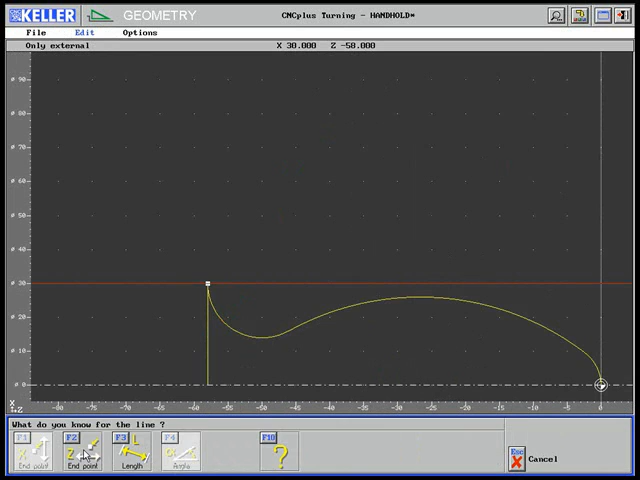 KELLER GEOMETRY CNCplus Turning - HANDHOLD*
File Edit Options
Only external X 30.000 Z -58.000
ø 90
ø 80
ø 70
ø 60
ø 50
ø 40
ø 30
ø 20
ø 10
ø 0
X
+Z
-80 -75 -70 -65 -60 -55 -50 -45 -40 -35 -30 -25 -20 -15 -10 -5 0
What do you know for the line ?
F1 X End point
F2 Z End point
F3 L Length
F4 Angle
F10 ?
Esc Cancel